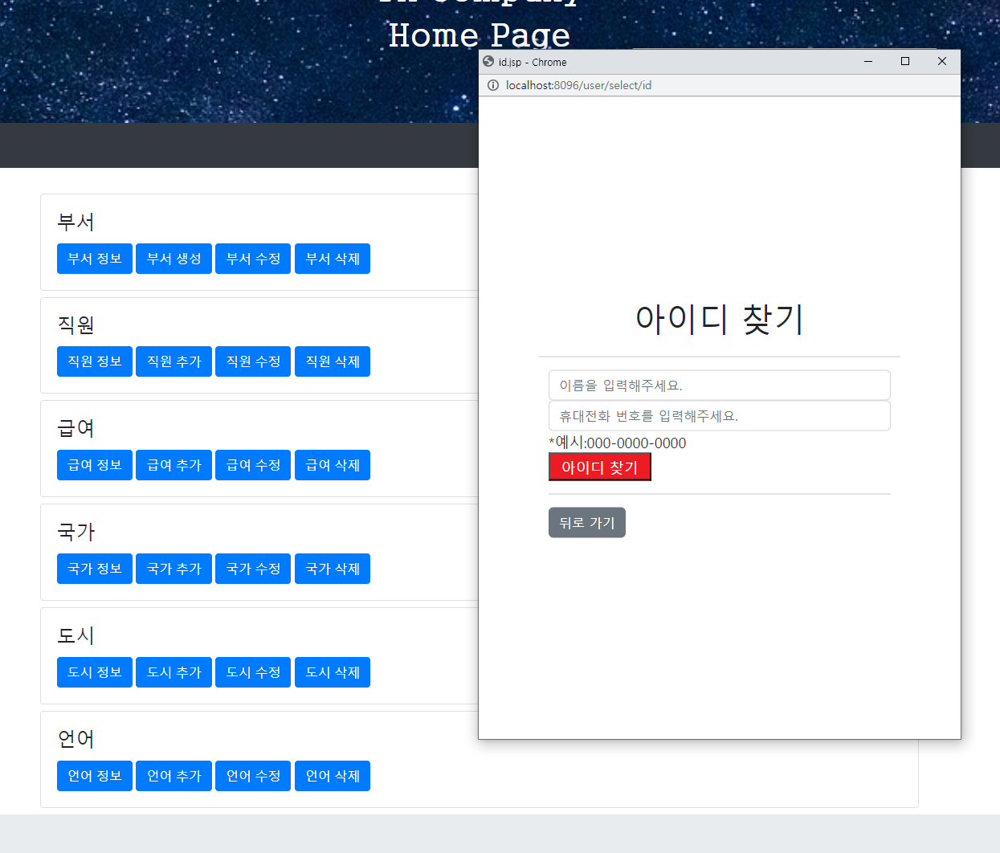 Home Page
부서
부서 정보 부서 생성 부서 수정 부서 삭제
직원
직원 정보 직원 추가 직원 수정 직원 삭제
급여
급여 정보 급여 추가 급여 수정 급여 삭제
국가
국가 정보 국가 추가 국가 수정 국가 삭제
도시
도시 정보 도시 추가 도시 수정 도시 삭제
언어
언어 정보 언어 추가 언어 수정 언어 삭제
id.jsp - Chrome
localhost:8096/user/select/id
아이디 찾기
이름을 입력해주세요.
휴대전화 번호를 입력해주세요.
*예시:000-0000-0000
아이디 찾기
뒤로 가기